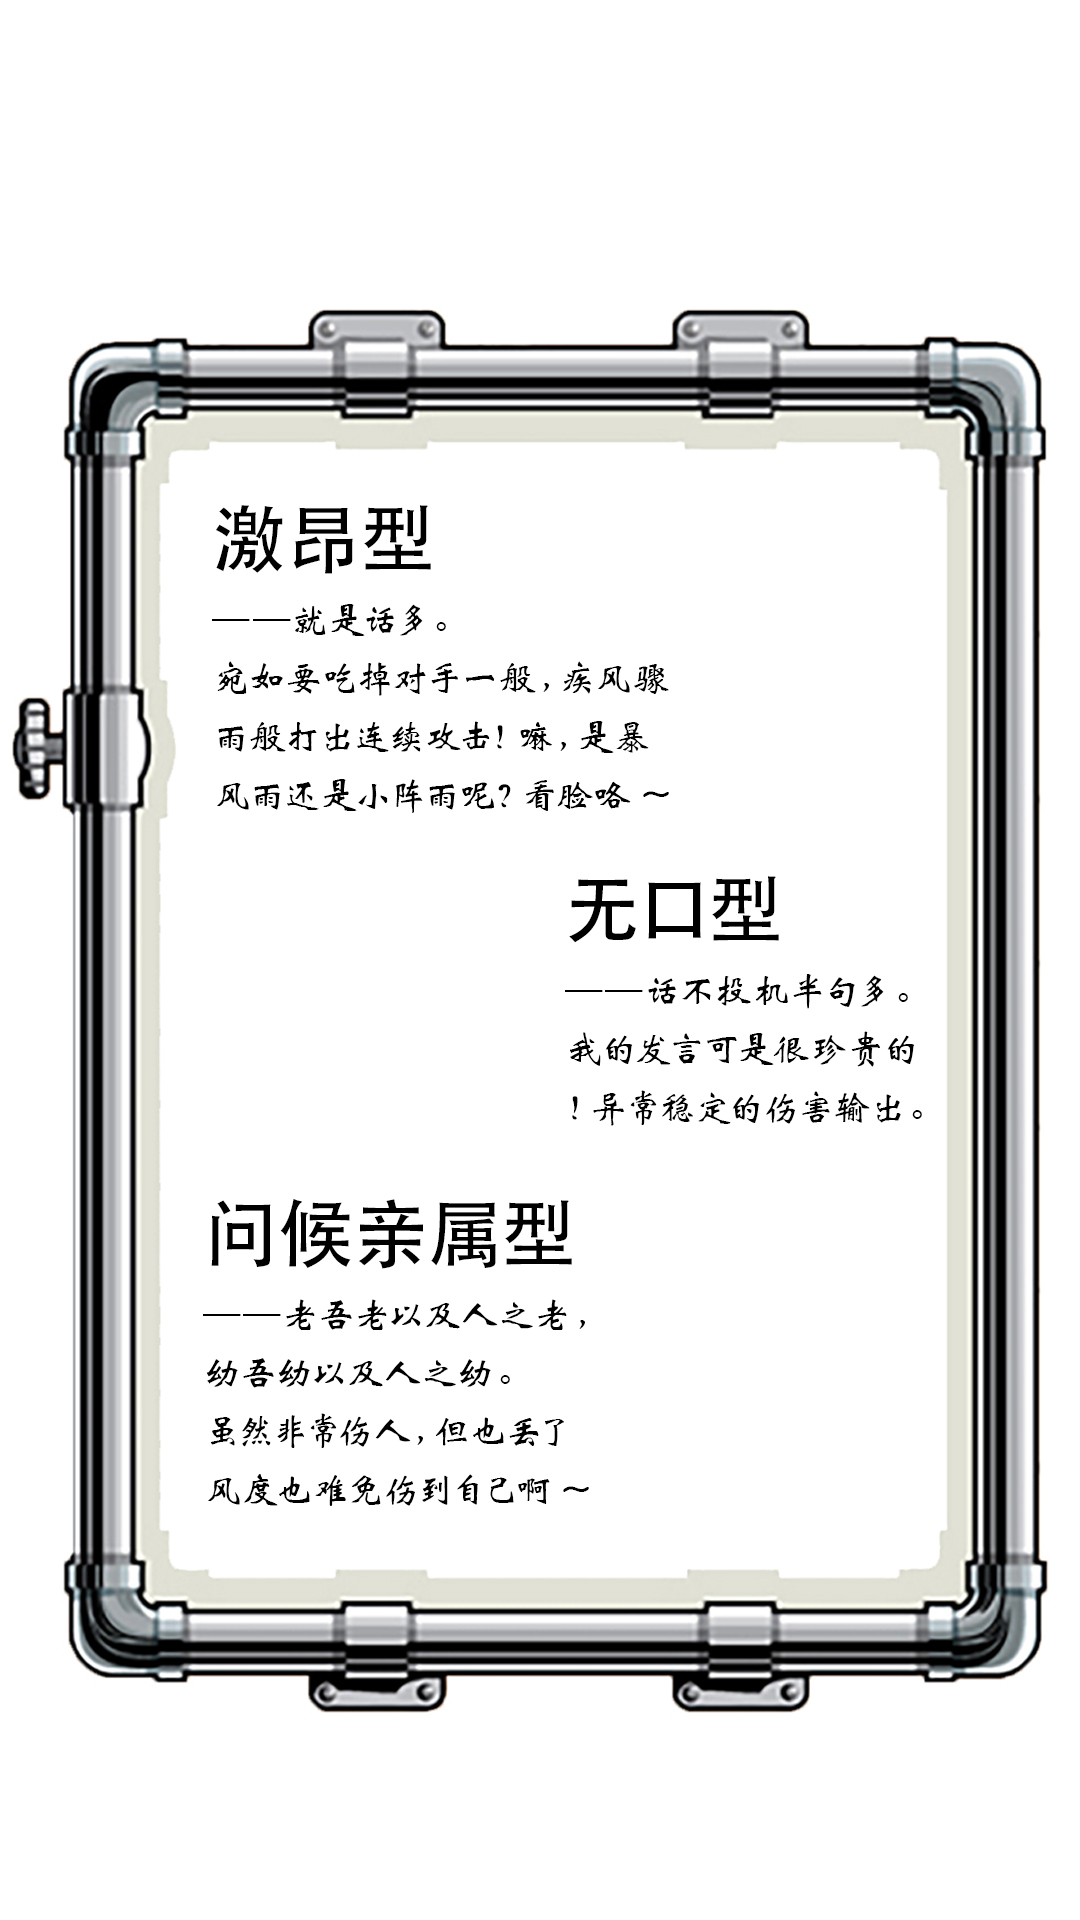 激昂型
——就是话多。
宛如要吃掉对手一般，疾风骤
雨般打出连续攻击！嘛，是暴
风雨还是小阵雨呢？看脸咯～
无口型
——话不投机半句多。
我的发言可是很珍贵的
！异常稳定的伤害输出。
问候亲属型
——老吾老以及人之老，
幼吾幼以及人之幼。
虽然非常伤人，但也丢了
风度也难免伤到自己啊～